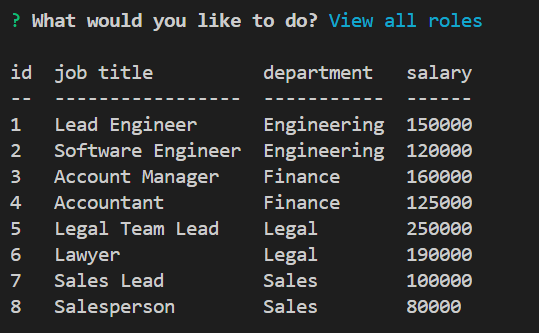 ? What would you like to do? View all roles
id  job title          department   salary
--  -----------------  -----------  ------
1   Lead Engineer      Engineering  150000
2   Software Engineer  Engineering  120000
3   Account Manager    Finance      160000
4   Accountant         Finance      125000
5   Legal Team Lead    Legal        250000
6   Lawyer             Legal        190000
7   Sales Lead         Sales        100000
8   Salesperson        Sales        80000